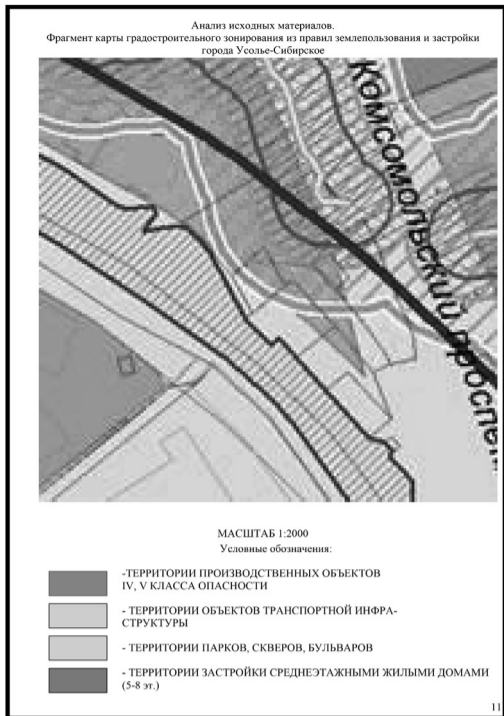 Анализ исходных материалов.
Фрагмент карты градостроительного зонирования из правил землепользования и застройки
города Усолье-Сибирское
Комсомольский проспе
МАСШТАБ 1:2000
Условные обозначения:
-ТЕРРИТОРИИ ПРОИЗВОДСТВЕННЫХ ОБЪЕКТОВ
IV, V КЛАССА ОПАСНОСТИ
- ТЕРРИТОРИИ ОБЪЕКТОВ ТРАНСПОРТНОЙ ИНФРА-
СТРУКТУРЫ
- ТЕРРИТОРИИ ПАРКОВ, СКВЕРОВ, БУЛЬВАРОВ
- ТЕРРИТОРИИ ЗАСТРОЙКИ СРЕДНЕЭТАЖНЫМИ ЖИЛЫМИ ДОМАМИ
(5-8 эт.)
11